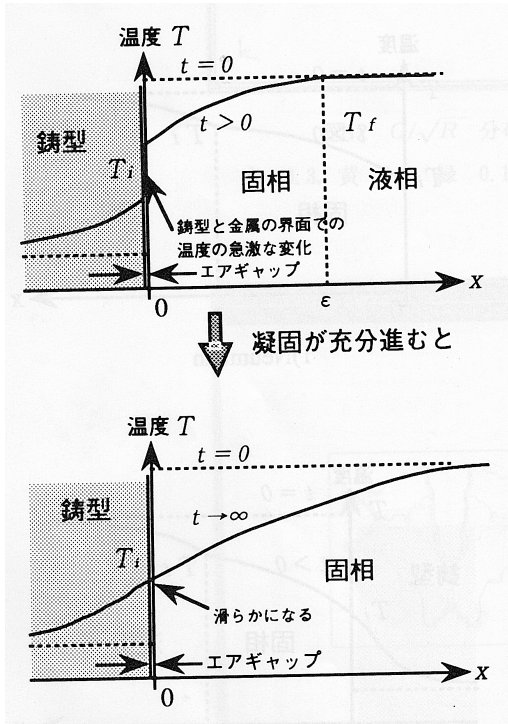 温度 T
t = 0
t > 0
T f
鋳型
T i
固相
液相
鋳型と金属の界面での
温度の急激な変化
エアギャップ
x
0
ε
凝固が充分進むと
温度 T
t = 0
鋳型
t → ∞
T i
固相
滑らかになる
エアギャップ
x
0